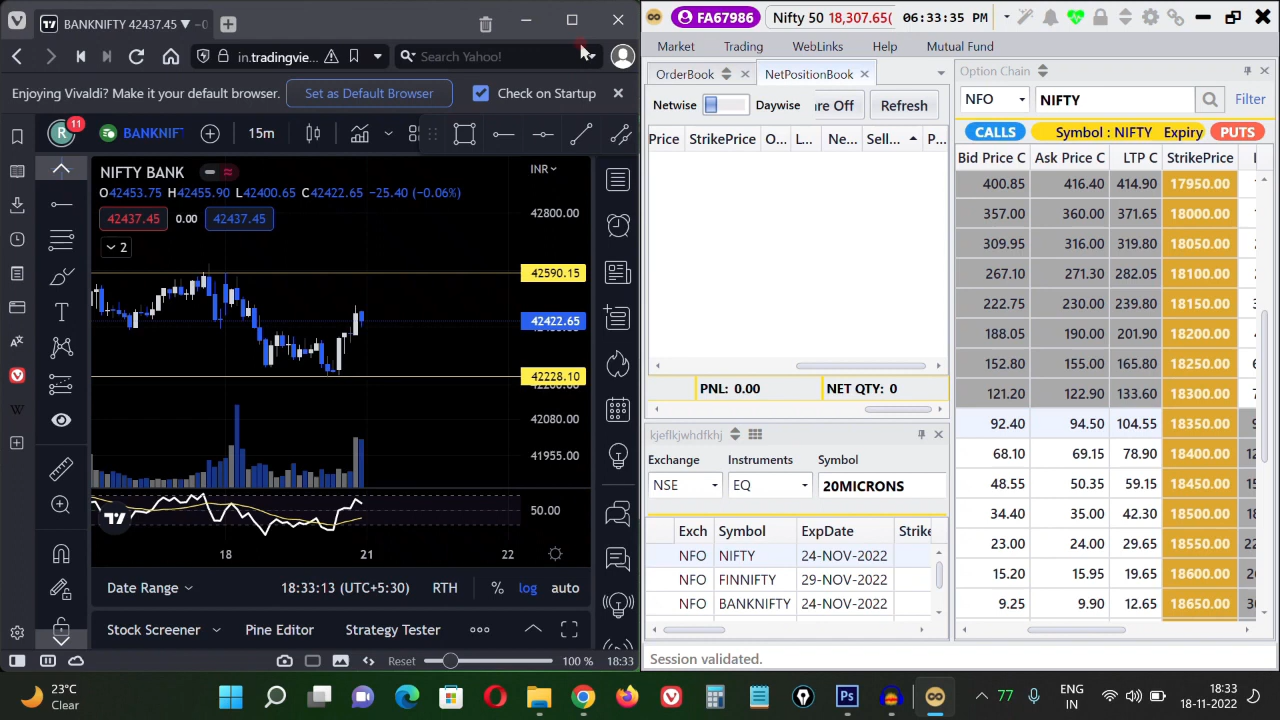 BANKNIFTY 42437.45 ▼ −0
in.tradingvie
Search Yahoo!
Enjoying Vivaldi? Make it your default browser.
Set as Default Browser
Check on Startup
R
11
BANKNIFT
15m
NIFTY BANK
O42453.75 H42455.90 L42400.65 C42422.65 −25.40 (−0.06%)
42437.45
0.00
42437.45
2
INR
42800.00
42590.15
42422.65
42228.10
42080.00
41955.00
50.00
18
21
22
Date Range
18:33:13 (UTC+5:30)
RTH
%
log
auto
Stock Screener
Pine Editor
Strategy Tester
Reset
100 %
18:33
FA67986
Nifty 50 18,307.65(
06:33:35 PM
Market
Trading
WebLinks
Help
Mutual Fund
OrderBook
NetPositionBook
Netwise
Daywise
re Off
Refresh
Price
StrikePrice
O...
L...
Ne...
Sell...
P...
PNL: 0.00
NET QTY: 0
kjeflkjwhdfkhj
Exchange
Instruments
Symbol
NSE
EQ
20MICRONS
Exch Symbol ExpDate Strike
NFO NIFTY 24-NOV-2022
NFO FINNIFTY 29-NOV-2022
NFO BANKNIFTY 24-NOV-2022
Session validated.
Option Chain
NFO
NIFTY
Filter
CALLS
Symbol : NIFTY Expiry
PUTS
Bid Price C Ask Price C LTP C StrikePrice
400.85 416.40 414.90 17950.00
357.00 360.00 371.65 18000.00
309.95 316.00 319.80 18050.00
267.10 271.30 282.05 18100.00
222.75 230.00 239.80 18150.00
188.05 190.00 201.90 18200.00
152.80 155.00 165.80 18250.00
121.20 122.90 133.60 18300.00
92.40 94.50 104.55 18350.00
68.10 69.15 78.90 18400.00
48.55 50.35 59.15 18450.00
34.40 35.00 42.30 18500.00
23.00 24.00 29.65 18550.00
15.20 15.95 19.65 18600.00
9.25 9.90 12.65 18650.00
23°C
Clear
77
ENG
IN
18:33
18-11-2022